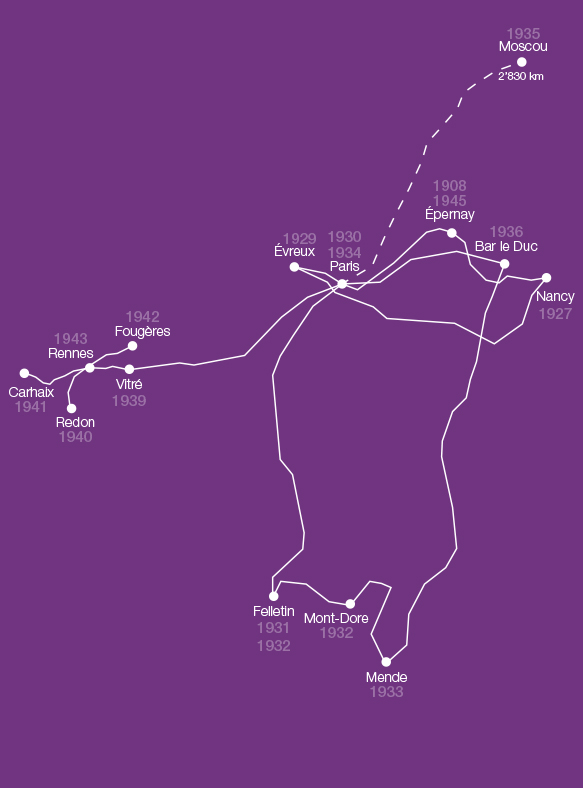 1935
Moscou
2'830 km
1908
1945
Épernay
1929
Évreux
1930
1934
Paris
1936
Bar le Duc
Nancy
1927
1942
Fougères
1943
Rennes
Carhaix
1941
Vitré
1939
Redon
1940
Felletin
1931
1932
Mont-Dore
1932
Mende
1933